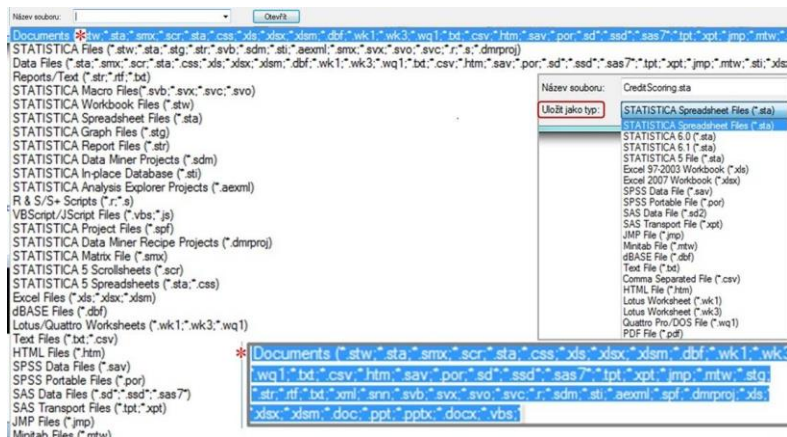 Název souboru:
Otevřít
Documents *tw;*.sta;*.smx;*.scr;*.sta;*.css;*.xls;*.xlsx;*.xlsm;*.dbf;*.wk1;*.wk3;*.wq1;*.txt;*.csv;*.htm;*.sav;*.por;*.sd*;*.ssd*;*.sas7*;*.tpt;*.xpt;*.jmp;*.mtw;*
STATISTICA Files (*.stw;*.sta;*.stg;*.str;*.svb;*.sdm;*.sti;*.aexml;*.smx;*.svx;*.svo;*.svc;*.r;*.s;*.dmrproj)
Data Files (*.sta;*.smx;*.scr;*.sta;*.css;*.xls;*.xlsx;*.xlsm;*.dbf;*.wk1;*.wk3;*.wq1;*.txt;*.csv;*.htm;*.sav;*.por;*.sd*;*.ssd*;*.sas7*;*.tpt;*.xpt;*.jmp;*.mtw;*.sti;*.xls
Reports/Text (*.str;*.rtf;*.txt)
STATISTICA Macro Files(*.svb;*.svx;*.svc;*.svo)
STATISTICA Workbook Files (*.stw)
STATISTICA Spreadsheet Files (*.sta)
STATISTICA Graph Files (*.stg)
STATISTICA Report Files (*.str)
STATISTICA Data Miner Projects (*.sdm)
STATISTICA In-place Database (*.sti)
STATISTICA Analysis Explorer Projects (*.aexml)
R & S/S+ Scripts (*.r;*.s)
VBScript/JScript Files (*.vbs;*.js)
STATISTICA Project Files (*.spf)
STATISTICA Data Miner Recipe Projects (*.dmrproj)
STATISTICA Matrix File (*.smx)
STATISTICA 5 Scrollsheets (*.scr)
STATISTICA 5 Spreadsheets (*.sta;*.css)
Excel Files (*.xls;*.xlsx;*.xlsm)
dBASE Files (*.dbf)
Lotus/Quattro Worksheets (*.wk1;*.wk3;*.wq1)
Text Files (*.txt;*.csv)
HTML Files (*.htm)
SPSS Data Files (*.sav)
SPSS Portable Files (*.por)
SAS Data Files (*.sd*;*.ssd*;*.sas7*)
SAS Transport Files (*.tpt;*.xpt)
JMP Files (*.jmp)
Minitab Files (*.mtw)
Název souboru: CreditScoring.sta
Uložit jako typ: STATISTICA Spreadsheet Files (*.sta)
STATISTICA Spreadsheet Files (*.sta)
STATISTICA 6.0 (*.sta)
STATISTICA 6.1 (*.sta)
STATISTICA 5 File (*.sta)
Excel 97-2003 Workbook (*.xls)
Excel 2007 Workbook (*.xlsx)
SPSS Data File (*.sav)
SPSS Portable File (*.por)
SAS Data File (*.sd2)
SAS Transport File (*.xpt)
JMP File (*.jmp)
Minitab File (*.mtw)
dBASE File (*.dbf)
Text File (*.txt)
Comma Separated File (*.csv)
HTML File (*.htm)
Lotus Worksheet (*.wk1)
Lotus Worksheet (*.wk3)
Quattro Pro/DOS File (*.wq1)
PDF File (*.pdf)
* Documents (*.stw;*.sta;*.smx;*.scr;*.sta;*.css;*.xls;*.xlsx;*.xlsm;*.dbf;*.wk1;*.wk3
*.wq1;*.txt;*.csv;*.htm;*.sav;*.por;*.sd*;*.ssd*;*.sas7*;*.tpt;*.xpt;*.jmp;*.mtw;*.stg;
*.str;*.rtf;*.txt;*.xml;*.snn;*.svb;*.svx;*.svo;*.svc;*.r;*.sdm;*.sti;*.aexml;*.spf;*.dmrproj;*.xls;
*.xlsx;*.xlsm;*.doc;*.ppt;*.pptx;*.docx;*.vbs;*